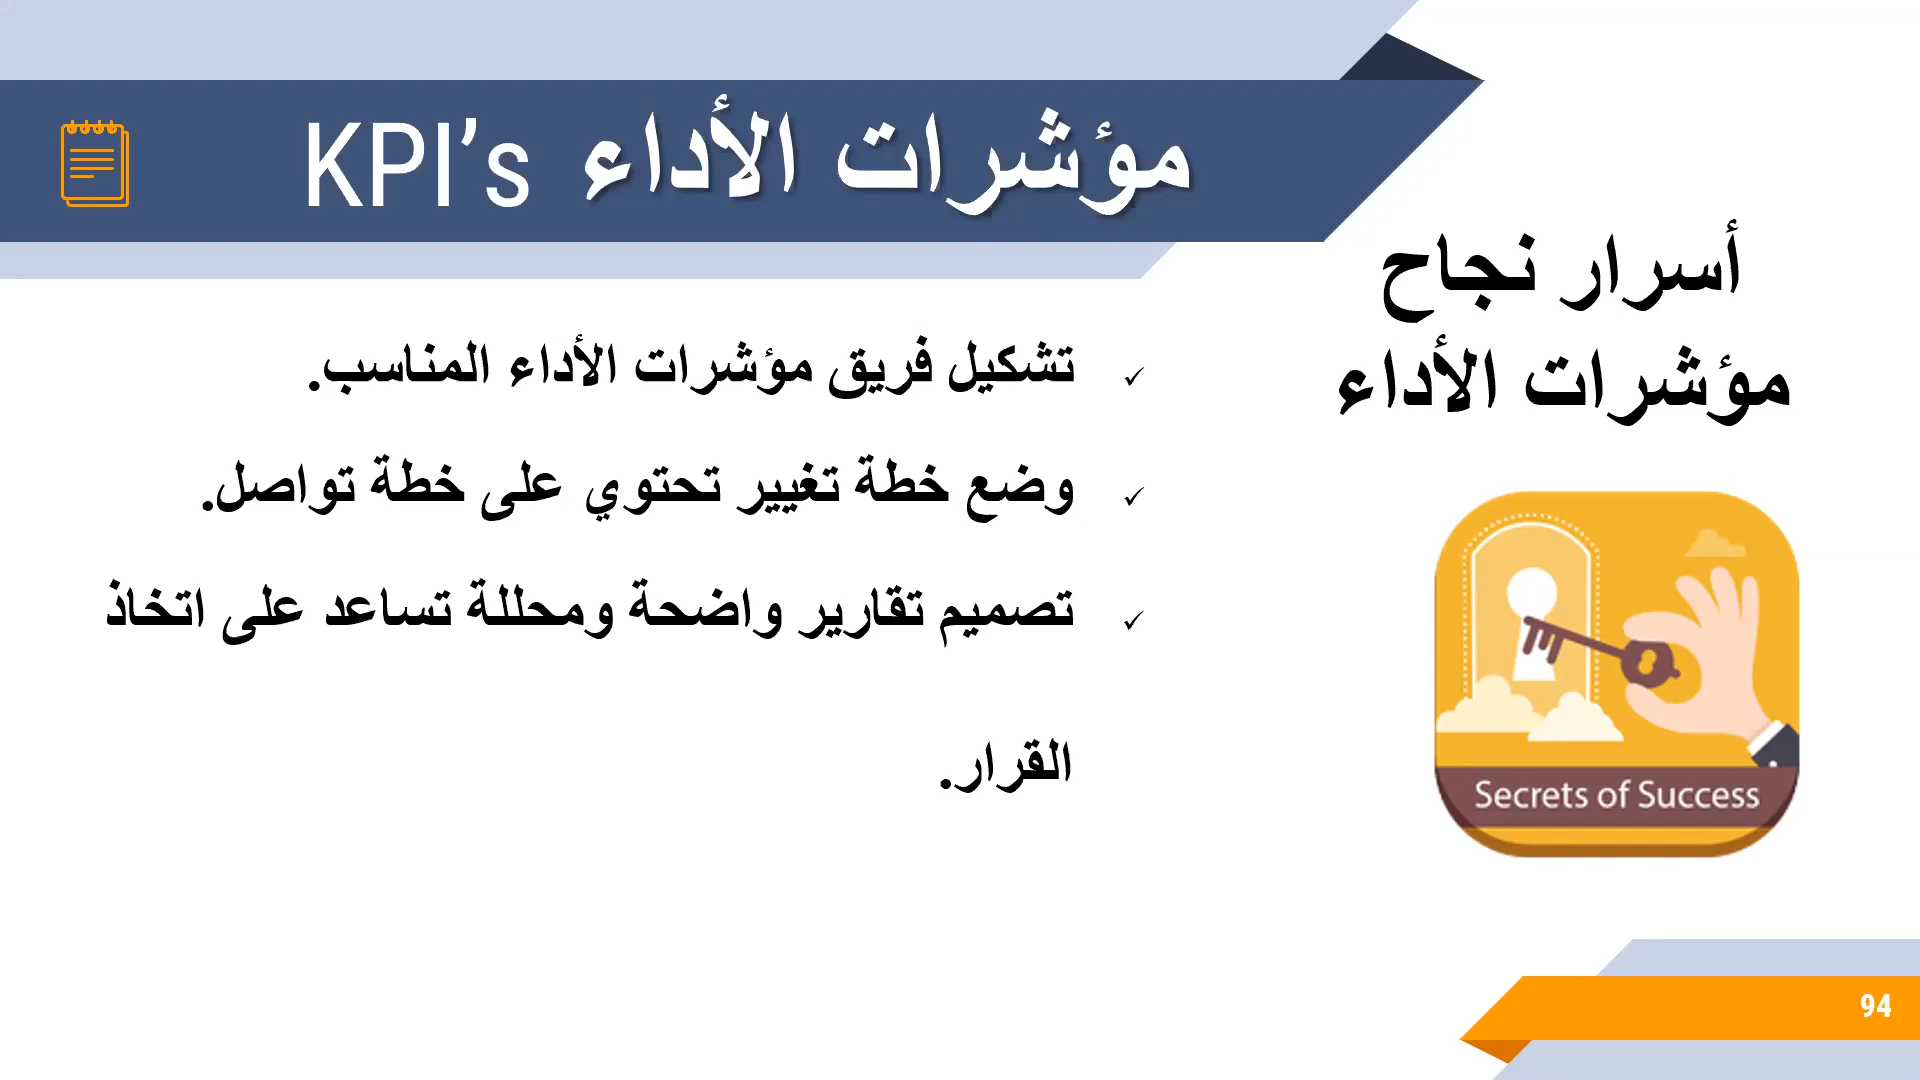 مؤشرات الأداء KPI’s
أسرار نجاح
مؤشرات الأداء
✓ تشكيل فريق مؤشرات الأداء المناسب.
✓ وضع خطة تغيير تحتوي على خطة تواصل.
✓ تصميم تقارير واضحة ومحللة تساعد على اتخاذ
القرار.
Secrets of Success
94